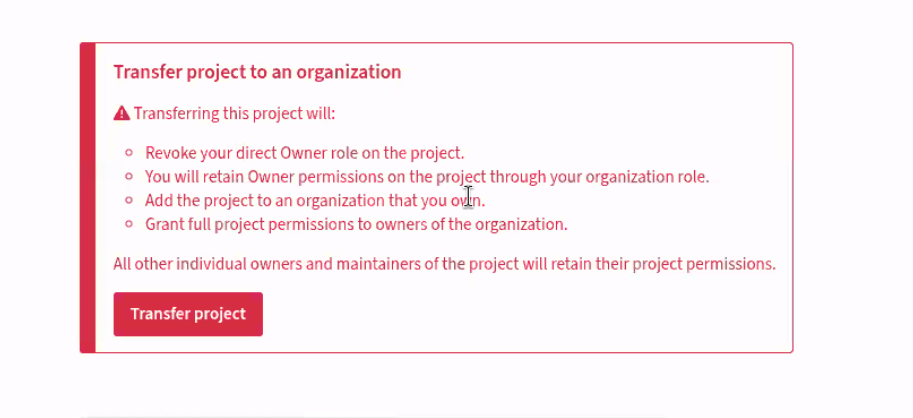 Transfer project to an organization
Transferring this project will:
Revoke your direct Owner role on the project.
You will retain Owner permissions on the project through your organization role.
Add the project to an organization that you own.
Grant full project permissions to owners of the organization.
All other individual owners and maintainers of the project will retain their project permissions.
Transfer project